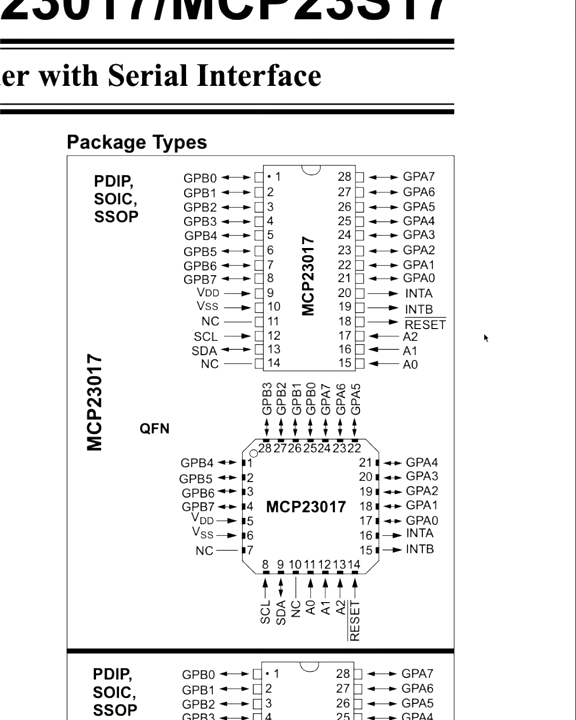 23017/MCP23S17
er with Serial Interface
Package Types
PDIP,
SOIC,
SSOP
GPB0 • 1 28 GPA7
GPB1 2 27 GPA6
GPB2 3 26 GPA5
GPB3 4 25 GPA4
GPB4 5 24 GPA3
GPB5 6 23 GPA2
GPB6 7 22 GPA1
GPB7 8 21 GPA0
VDD 9 20 INTA
VSS 10 19 INTB
NC 11 18 RESET
SCL 12 17 A2
SDA 13 16 A1
NC 14 15 A0
MCP23017
MCP23017
QFN
GPB3 GPB2 GPB1 GPB0 GPA7 GPA6 GPA5
28 27 26 25 24 23 22
GPB4 1 21 GPA4
GPB5 2 20 GPA3
GPB6 3 19 GPA2
GPB7 4 MCP23017 18 GPA1
VDD 5 17 GPA0
VSS 6 16 INTA
NC 7 15 INTB
8 9 10 11 12 13 14
SCL SDA NC A0 A1 A2 RESET
PDIP,
SOIC,
SSOP
GPB0 • 1 28 GPA7
GPB1 2 27 GPA6
GPB2 3 26 GPA5
GPB3 4 25 GPA4